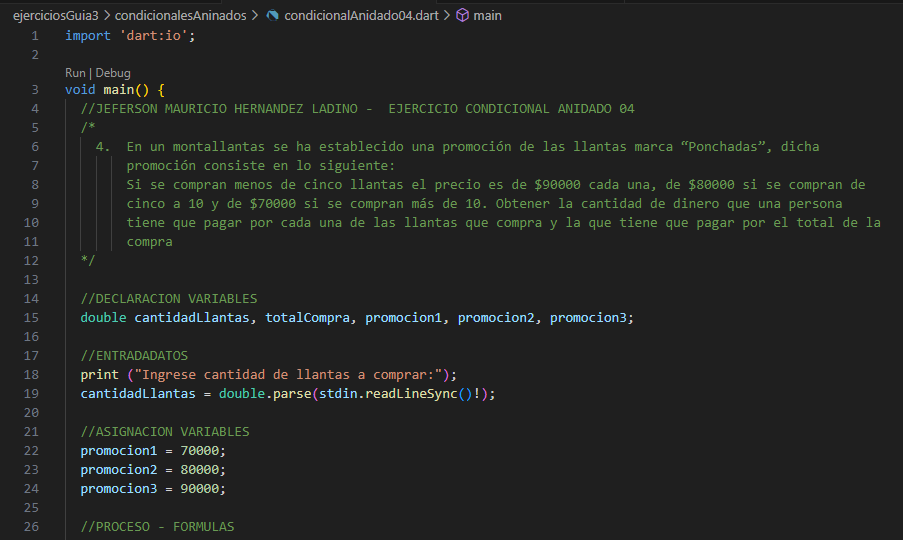 ejerciciosGuia3 > condicionalesAninados > condicionalAnidado04.dart > main
1 import 'dart:io';
2
Run | Debug
3 void main() {
4 //JEFERSON MAURICIO HERNANDEZ LADINO -  EJERCICIO CONDICIONAL ANIDADO 04
5 /*
6 4.  En un montallantas se ha establecido una promoción de las llantas marca “Ponchadas”, dicha
7 promoción consiste en lo siguiente:
8 Si se compran menos de cinco llantas el precio es de $90000 cada una, de $80000 si se compran de
9 cinco a 10 y de $70000 si se compran más de 10. Obtener la cantidad de dinero que una persona
10 tiene que pagar por cada una de las llantas que compra y la que tiene que pagar por el total de la
11 compra
12 */
13
14 //DECLARACION VARIABLES
15 double cantidadLlantas, totalCompra, promocion1, promocion2, promocion3;
16
17 //ENTRADADATOS
18 print ("Ingrese cantidad de llantas a comprar:");
19 cantidadLlantas = double.parse(stdin.readLineSync()!);
20
21 //ASIGNACION VARIABLES
22 promocion1 = 70000;
23 promocion2 = 80000;
24 promocion3 = 90000;
25
26 //PROCESO - FORMULAS